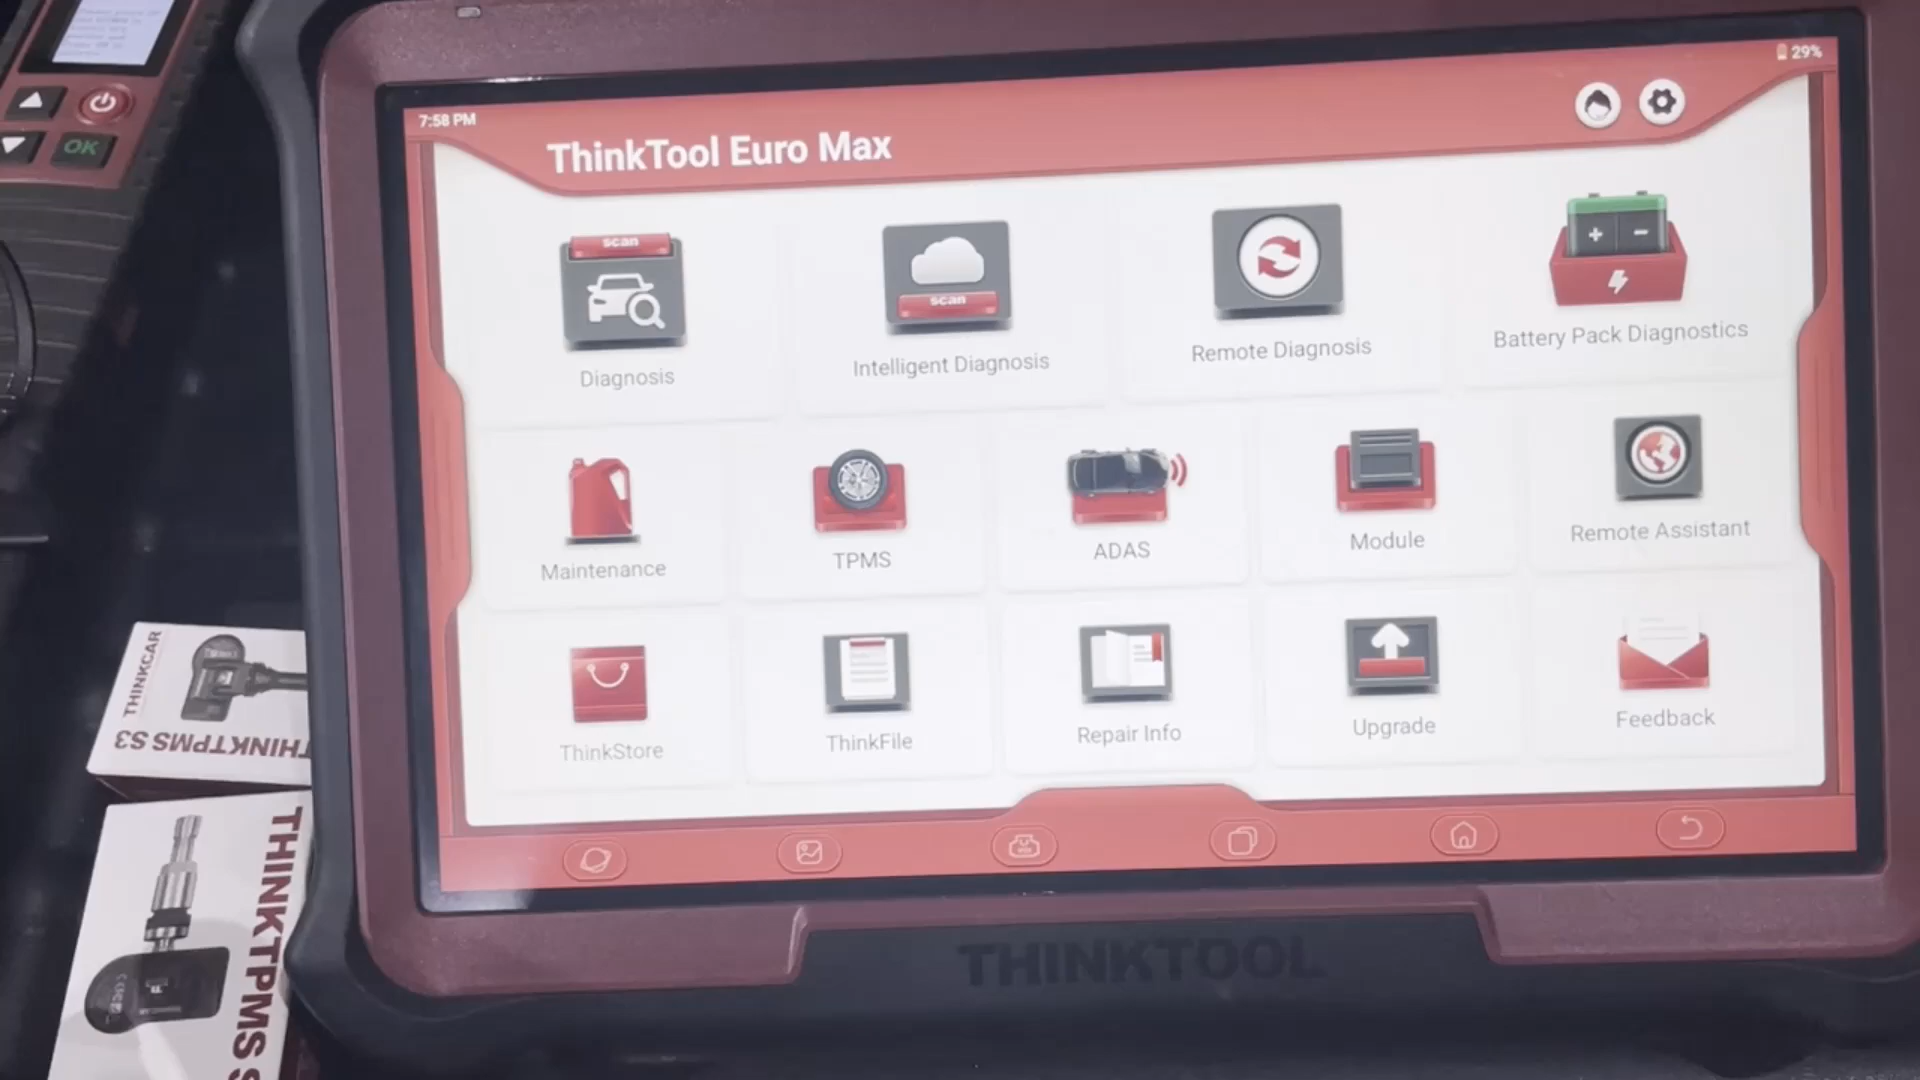 7:58 PM
29%
ThinkTool Euro Max
scan
Diagnosis
scan
Intelligent Diagnosis
Remote Diagnosis
+ -
Battery Pack Diagnostics
Maintenance
TPMS
ADAS
Module
Remote Assistant
ThinkStore
ThinkFile
Repair Info
Upgrade
Feedback
THINKTOOL
OK
THINKCAR
THINKTPMS S3
THINKTPMS S